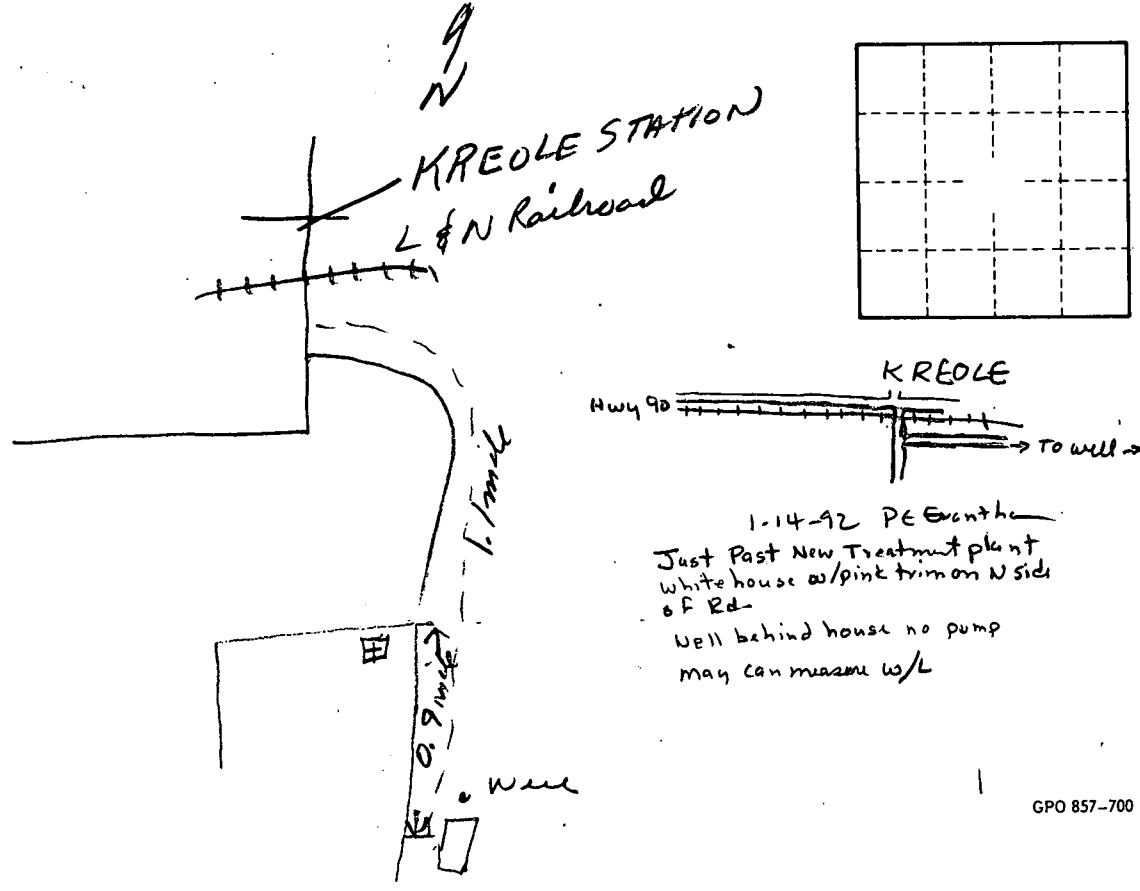 N
KREOLE STATION
L & N Railroad
1.1 mile
0.9 mile
Well
KREOLE
Hwy 90
To well
1-14-92 PE
Just Past New Treatment plant
white house w/pink trim on N side
of Rd
Well behind house no pump
may can measure w/L
GPO 857-700